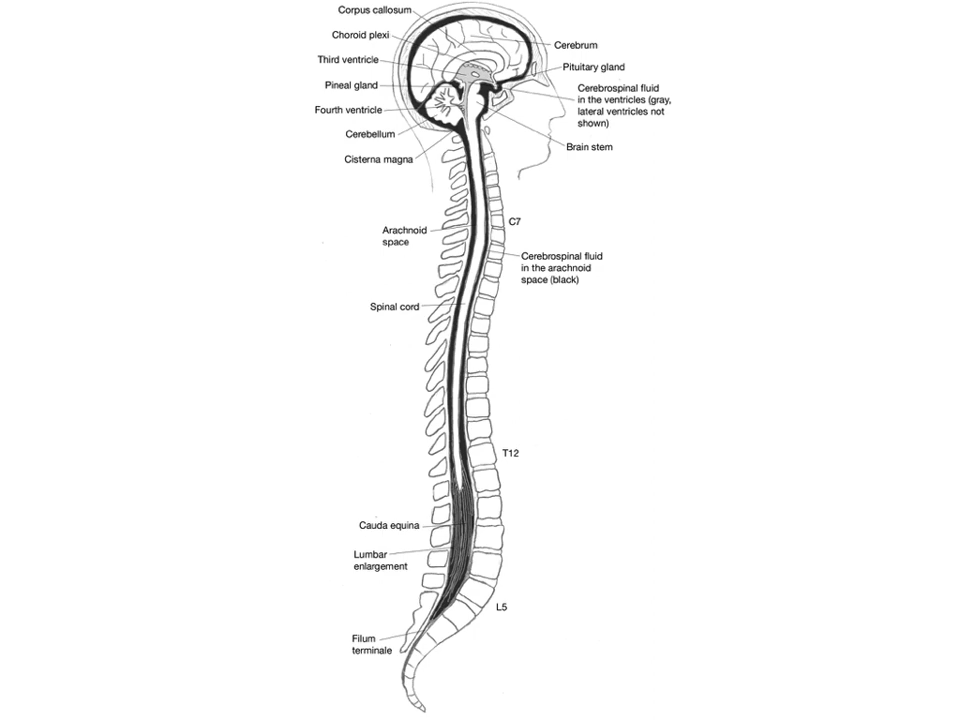 Corpus callosum
Choroid plexi
Third ventricle
Pineal gland
Fourth ventricle
Cerebellum
Cisterna magna
Cerebrum
Pituitary gland
Cerebrospinal fluid
in the ventricles (gray,
lateral ventricles not
shown)
Brain stem
C7
Arachnoid
space
Cerebrospinal fluid
in the arachnoid
space (black)
Spinal cord
T12
Cauda equina
Lumbar
enlargement
L5
Filum
terminale